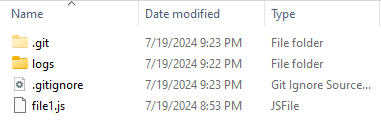 Name Date modified Type
.git 7/19/2024 9:23 PM File folder
logs 7/19/2024 9:22 PM File folder
.gitignore 7/19/2024 9:23 PM Git Ignore Source...
file1.js 7/19/2024 8:53 PM JSFile